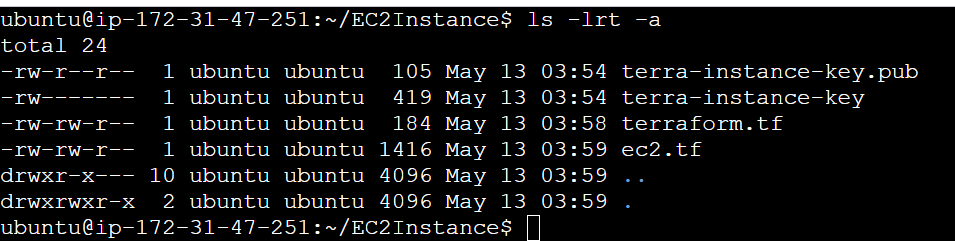 ubuntu@ip-172-31-47-251:~/EC2Instance$ ls -lrt -a
total 24
-rw-r--r--  1 ubuntu ubuntu  105 May 13 03:54 terra-instance-key.pub
-rw-------  1 ubuntu ubuntu  419 May 13 03:54 terra-instance-key
-rw-rw-r--  1 ubuntu ubuntu  184 May 13 03:58 terraform.tf
-rw-rw-r--  1 ubuntu ubuntu 1416 May 13 03:59 ec2.tf
drwxr-x--- 10 ubuntu ubuntu 4096 May 13 03:59 ..
drwxrwxr-x  2 ubuntu ubuntu 4096 May 13 03:59 .
ubuntu@ip-172-31-47-251:~/EC2Instance$